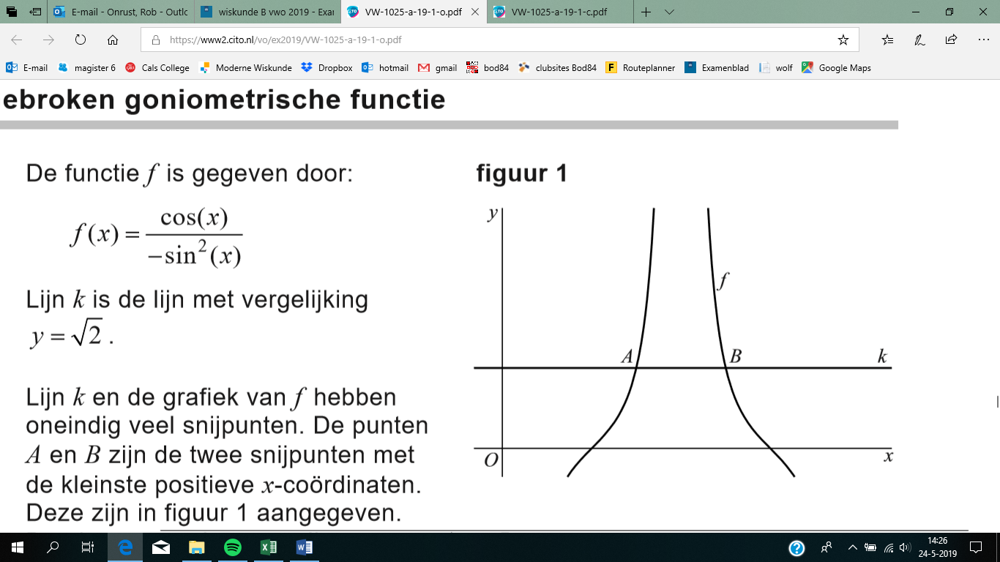 E-mail - Onrust, Rob - Outlo
wiskunde B vwo 2019 - Exar
VW-1025-a-19-1-o.pdf
VW-1025-a-19-1-c.pdf
https://www2.cito.nl/vo/ex2019/VW-1025-a-19-1-o.pdf
E-mail
magister 6
Cals College
Moderne Wiskunde
Dropbox
hotmail
gmail
bod84
clubsites Bod84
Routeplanner
Examenblad
wolf
Google Maps
ebroken goniometrische functie
De functie f is gegeven door:
f(x) = cos(x) / −sin²(x)
Lijn k is de lijn met vergelijking
y = √2 .
Lijn k en de grafiek van f hebben
oneindig veel snijpunten. De punten
A en B zijn de twee snijpunten met
de kleinste positieve x-coördinaten.
Deze zijn in figuur 1 aangegeven.
figuur 1
y
f
A
B
k
O
x
14:26
24-5-2019